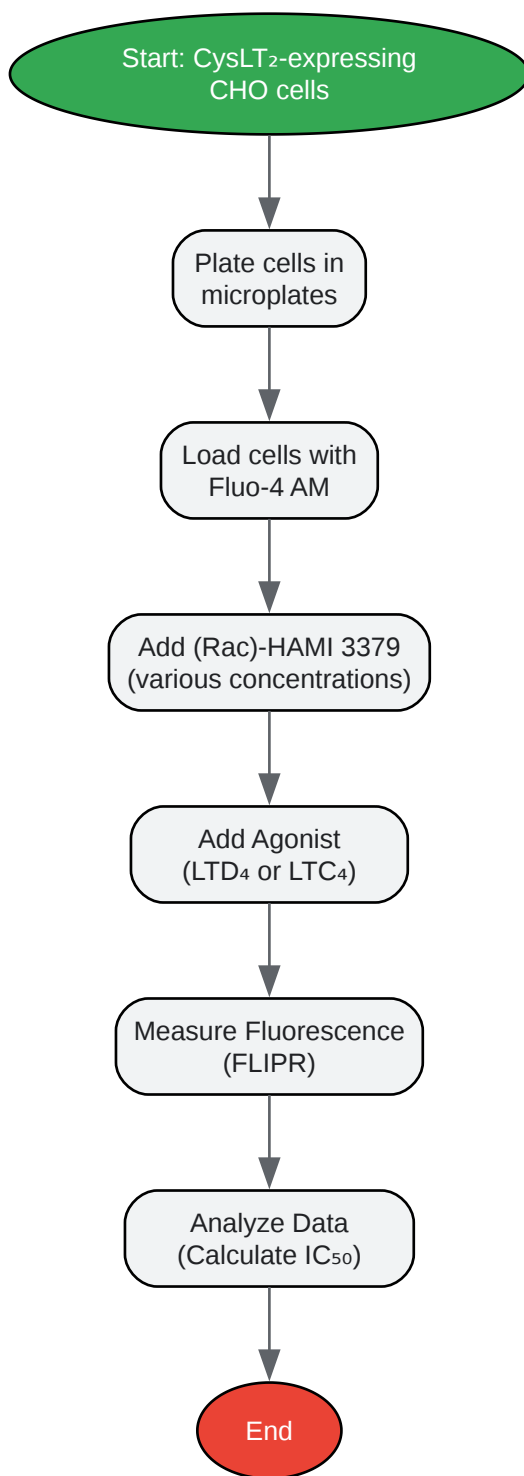 Start: CysLT₂-expressing
CHO cells
Plate cells in
microplates
Load cells with
Fluo-4 AM
Add (Rac)-HAMI 3379
(various concentrations)
Add Agonist
(LTD₄ or LTC₄)
Measure Fluorescence
(FLIPR)
Analyze Data
(Calculate IC₅₀)
End